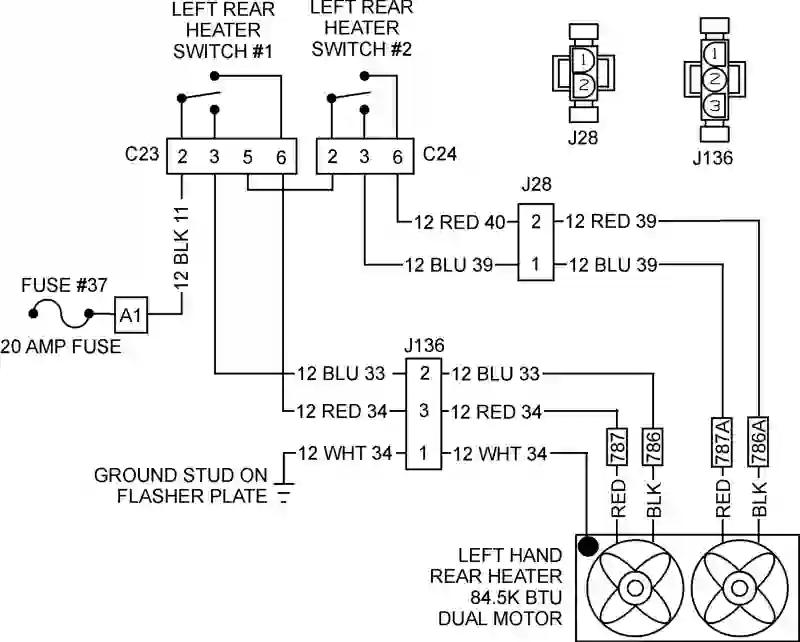 LEFT REAR
HEATER
SWITCH #1
LEFT REAR
HEATER
SWITCH #2
1
2
J28
1
2
3
J136
C23
2 3 5 6
2 3 6
C24
J28
12 RED 40
2
12 RED 39
12 BLU 39
1
12 BLU 39
12 BLK 11
FUSE #37
A1
20 AMP FUSE
J136
12 BLU 33
2
12 BLU 33
12 RED 34
3
12 RED 34
12 WHT 34
1
12 WHT 34
GROUND STUD ON
FLASHER PLATE
787
786
787A
786A
RED
BLK
RED
BLK
LEFT HAND
REAR HEATER
84.5K BTU
DUAL MOTOR